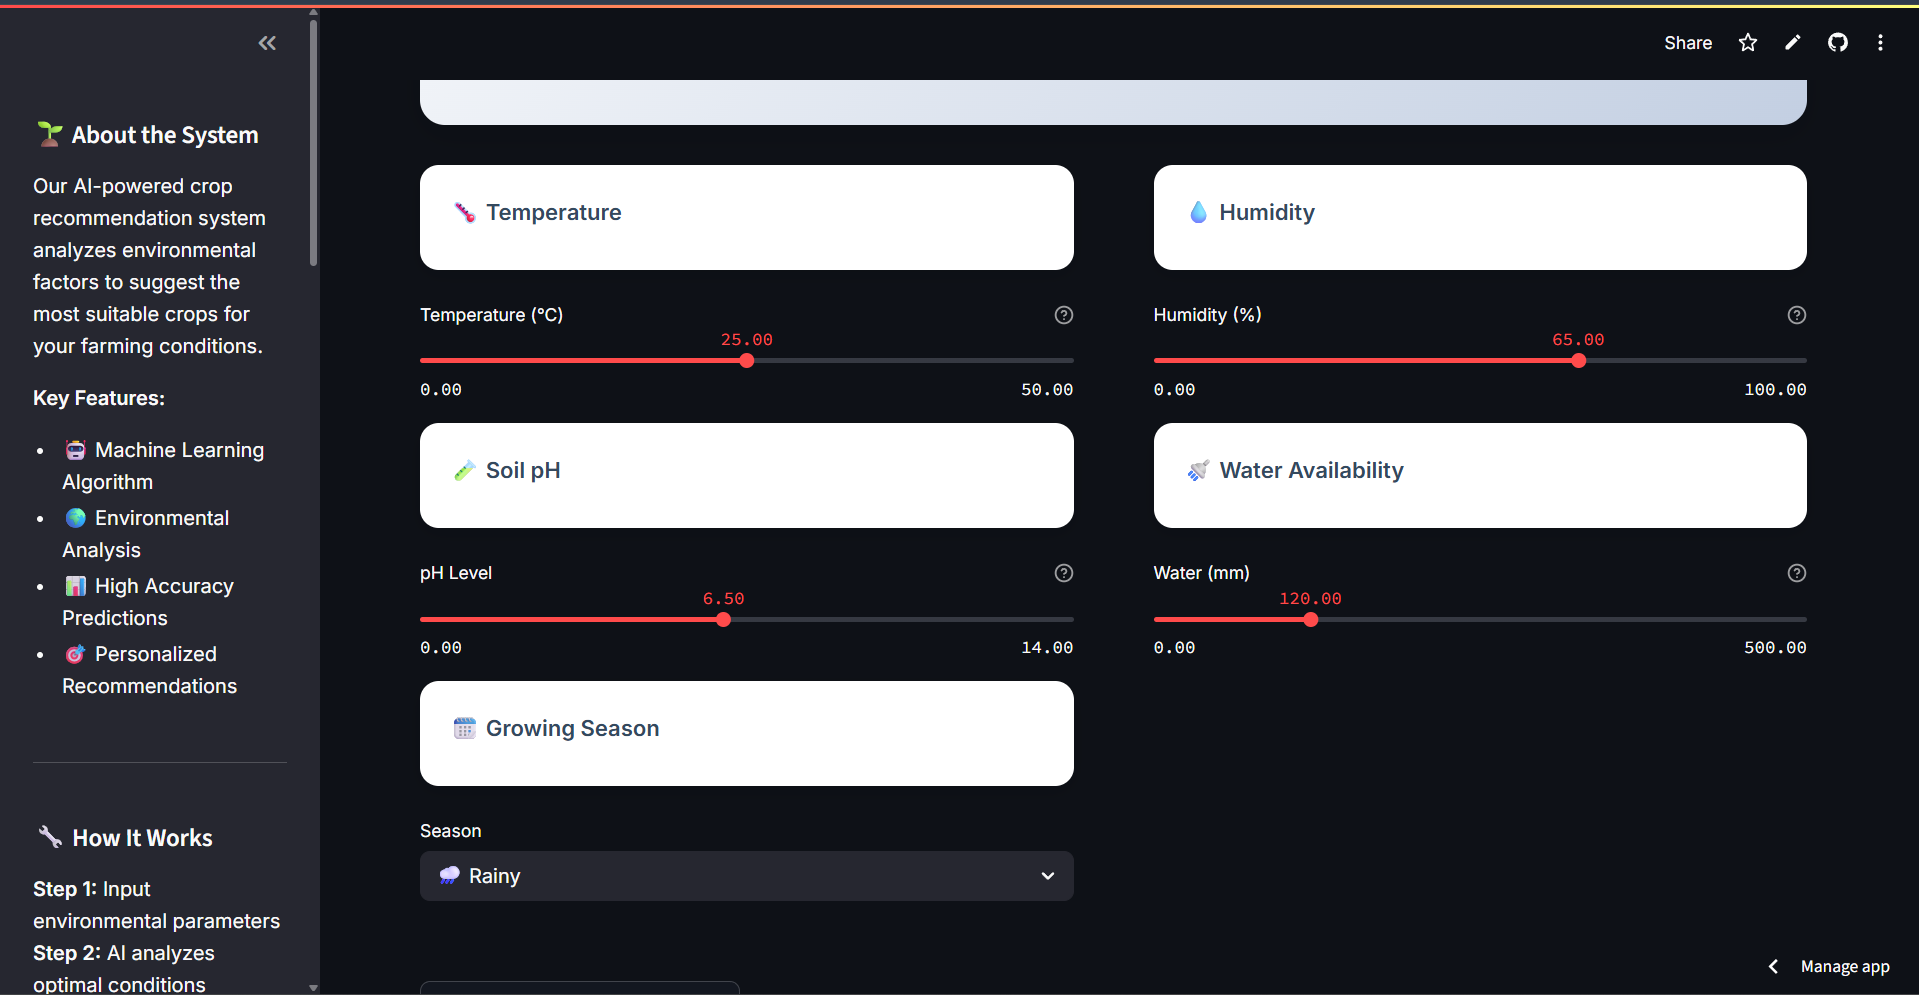 Share
About the System
Our AI-powered crop
recommendation system
analyzes environmental
factors to suggest the
most suitable crops for
your farming conditions.
Key Features:
Machine Learning
Algorithm
Environmental
Analysis
High Accuracy
Predictions
Personalized
Recommendations
How It Works
Step 1: Input
environmental parameters
Step 2: AI analyzes
optimal conditions
Temperature
Humidity
Temperature (°C)
25.00
0.00 50.00
Humidity (%)
65.00
0.00 100.00
Soil pH
Water Availability
pH Level
6.50
0.00 14.00
Water (mm)
120.00
0.00 500.00
Growing Season
Season
Rainy
Manage app